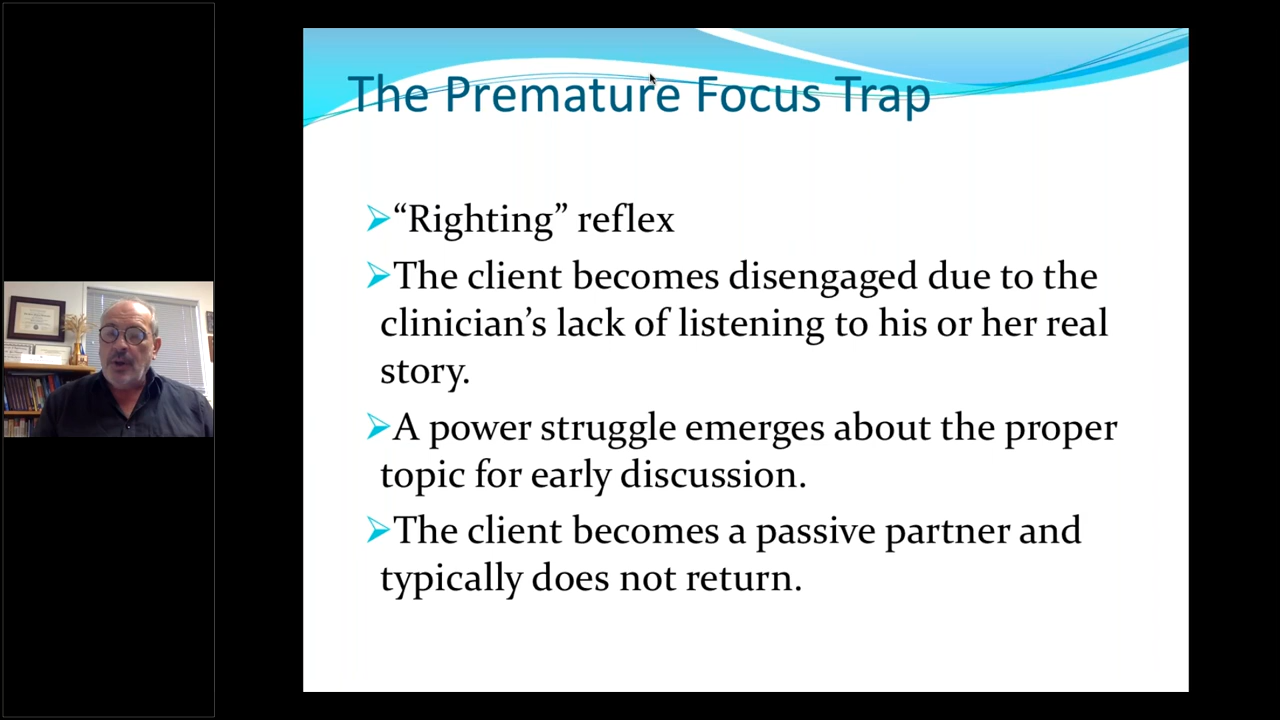 The Premature Focus Trap
“Righting” reflex
The client becomes disengaged due to the
clinician’s lack of listening to his or her real
story.
A power struggle emerges about the proper
topic for early discussion.
The client becomes a passive partner and
typically does not return.